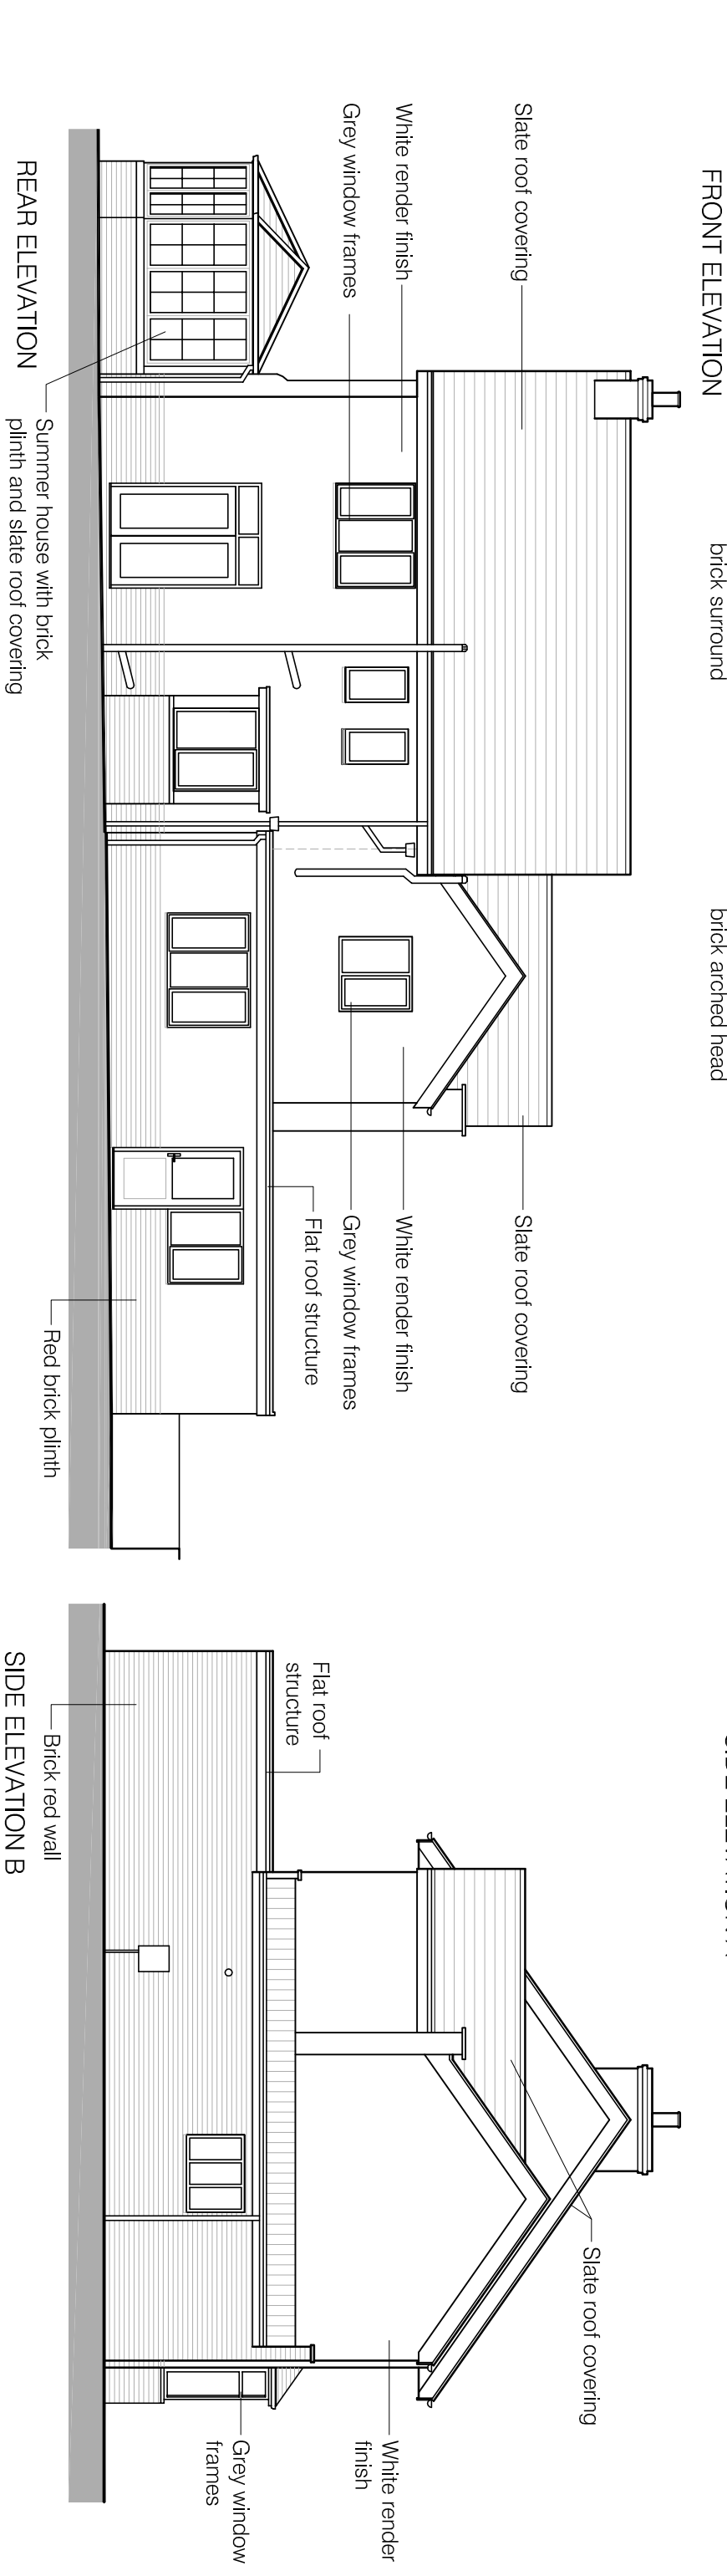 FRONT ELEVATION
brick surround
brick arched head
Slate roof covering
White render finish
Grey window frames
Slate roof covering
White render finish
Grey window frames
Flat roof structure
Red brick plinth
Summer house with brick
plinth and slate roof covering
REAR ELEVATION
Slate roof covering
White render
finish
Grey window
frames
Flat roof
structure
Brick red wall
SIDE ELEVATION B